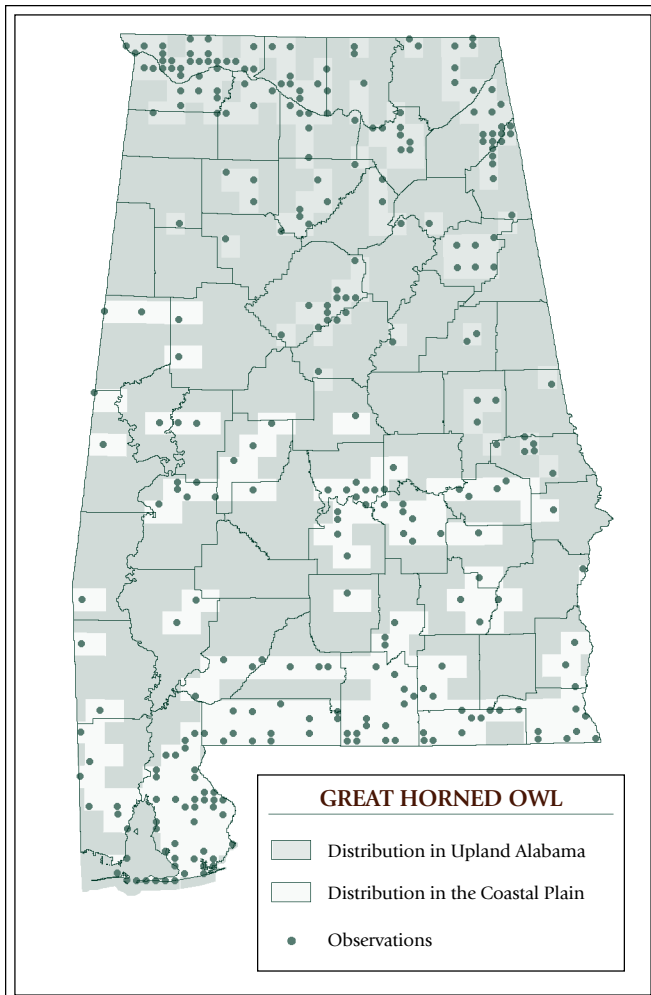 GREAT HORNED OWL
Distribution in Upland Alabama
Distribution in the Coastal Plain
Observations